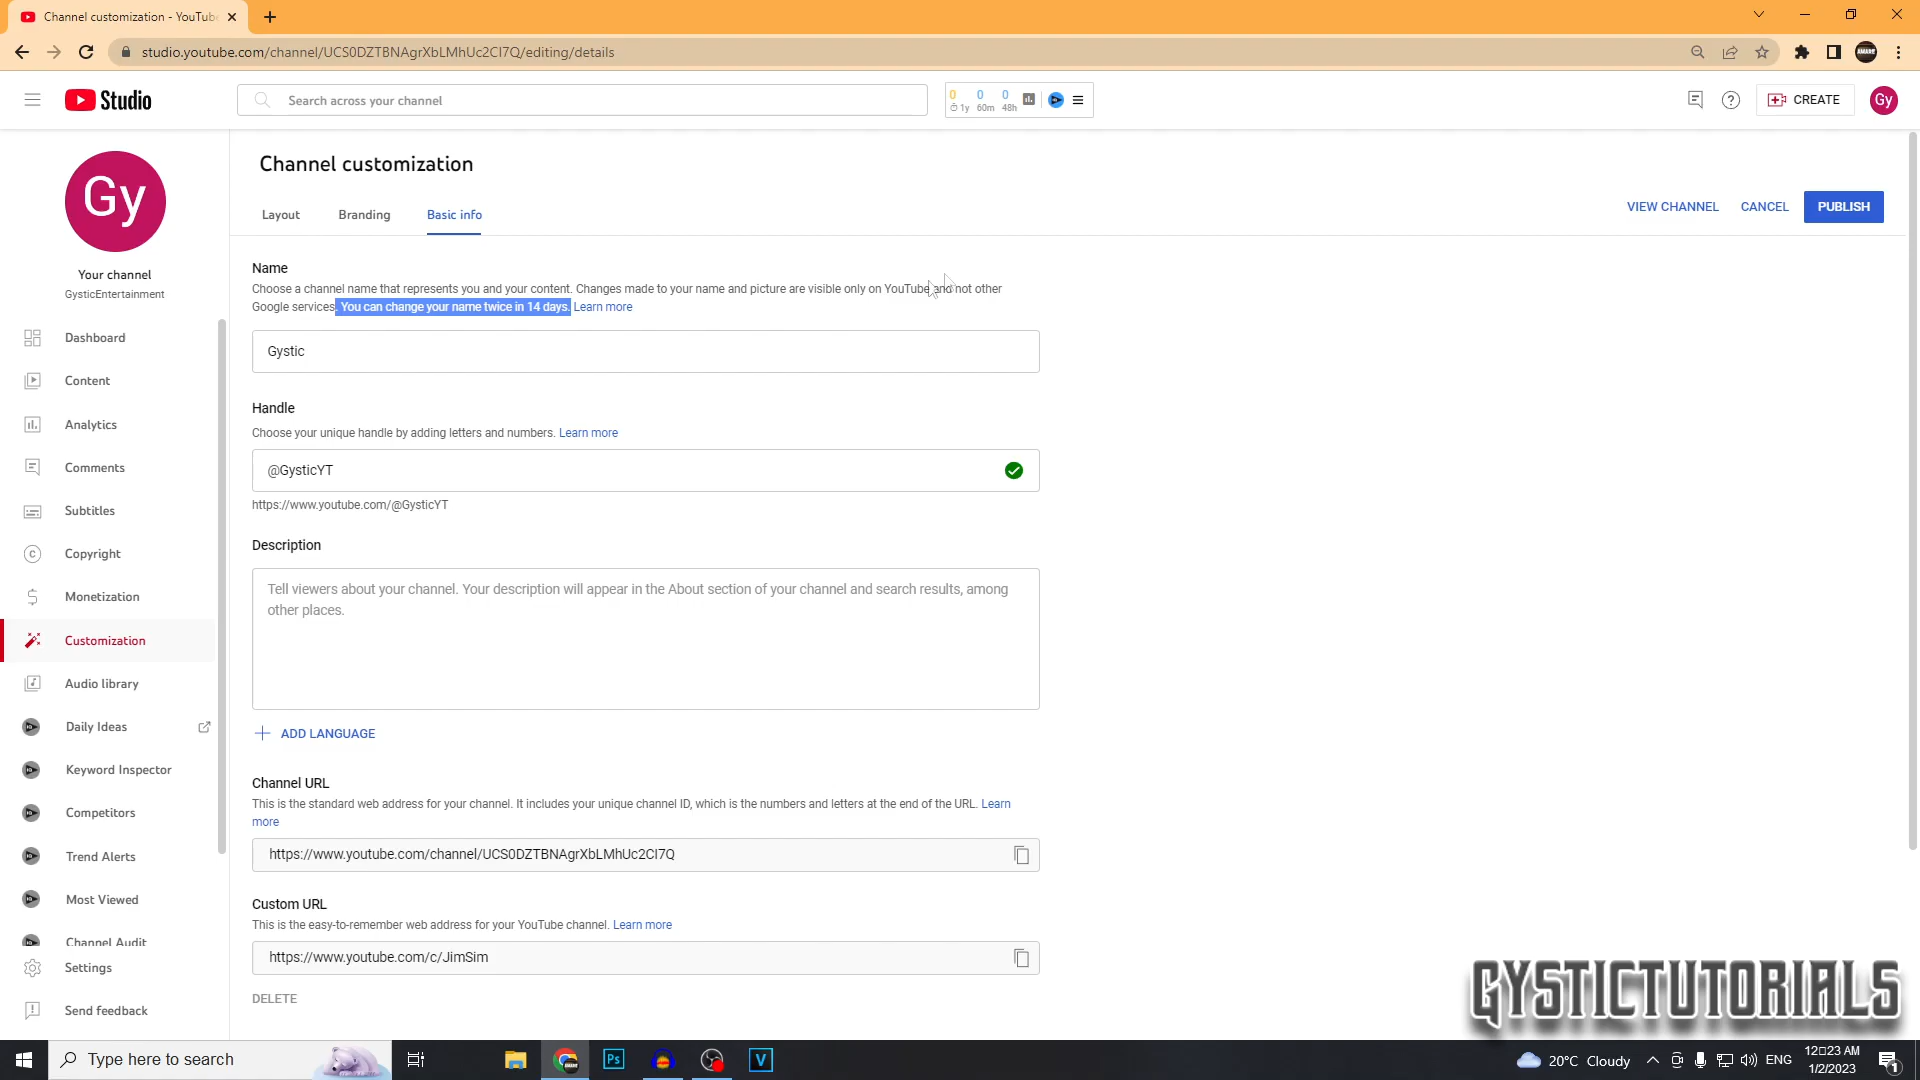 Channel customization - YouTub
studio.youtube.com/channel/UCS0DZTBNAgrXbLMhUc2CI7Q/editing/details
Studio
Search across your channel
0 0 0
1y 60m 48h
CREATE
Gy
Gy
Your channel
GysticEntertainment
Dashboard
Content
Analytics
Comments
Subtitles
Copyright
Monetization
Customization
Audio library
Daily Ideas
Keyword Inspector
Competitors
Trend Alerts
Most Viewed
Channel Audit
Settings
Send feedback
Channel customization
Layout
Branding
Basic info
VIEW CHANNEL
CANCEL
PUBLISH
Name
Choose a channel name that represents you and your content. Changes made to your name and picture are visible only on YouTube and not other
Google services. You can change your name twice in 14 days. Learn more
Gystic
Handle
Choose your unique handle by adding letters and numbers. Learn more
@GysticYT
https://www.youtube.com/@GysticYT
Description
Tell viewers about your channel. Your description will appear in the About section of your channel and search results, among
other places.
ADD LANGUAGE
Channel URL
This is the standard web address for your channel. It includes your unique channel ID, which is the numbers and letters at the end of the URL. Learn
more
https://www.youtube.com/channel/UCS0DZTBNAgrXbLMhUc2CI7Q
Custom URL
This is the easy-to-remember web address for your YouTube channel. Learn more
https://www.youtube.com/c/JimSim
DELETE
GYSTICTUTORIALS
Type here to search
Ps
V
20°C Cloudy
ENG
12:23 AM
1/2/2023
1